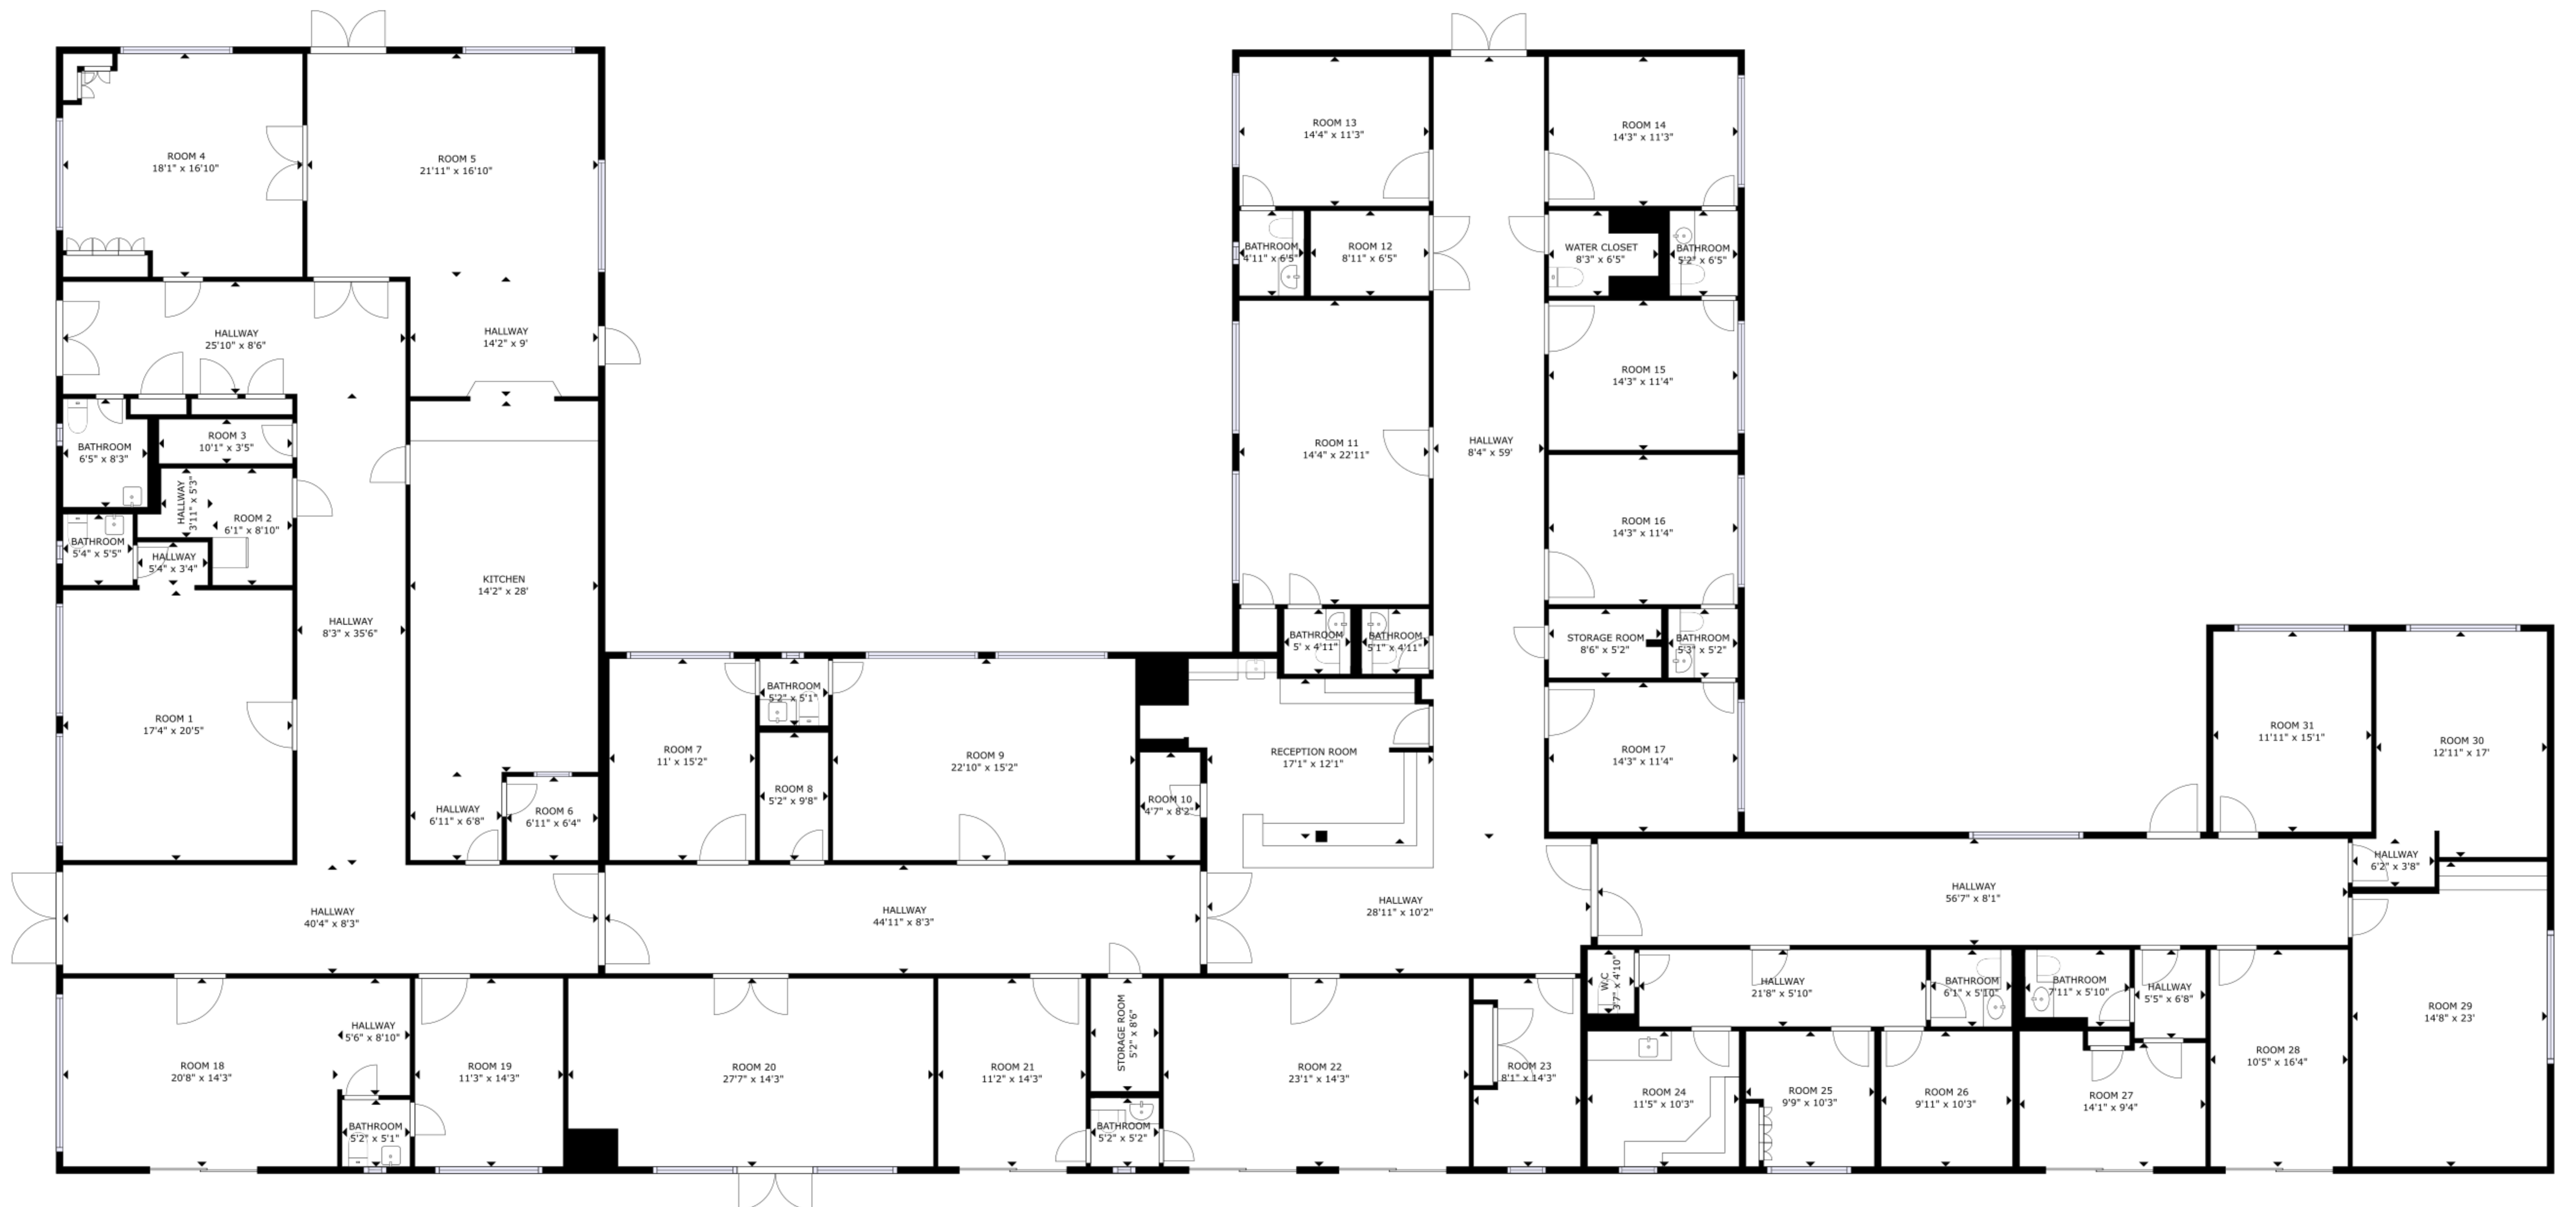 ROOM 4
18'1" x 16'10"
ROOM 5
21'11" x 16'10"
HALLWAY
25'10" x 8'6"
HALLWAY
14'2" x 9'
BATHROOM
6'5" x 8'3"
ROOM 3
10'1" x 3'5"
HALLWAY
3'11" x 5'3"
ROOM 2
6'1" x 8'10"
BATHROOM
5'4" x 5'5"
HALLWAY
5'4" x 3'4"
KITCHEN
14'2" x 28'
HALLWAY
8'3" x 35'6"
ROOM 1
17'4" x 20'5"
HALLWAY
6'11" x 6'8"
ROOM 6
6'11" x 6'4"
ROOM 7
11' x 15'2"
BATHROOM
5'2" x 5'1"
ROOM 8
5'2" x 9'8"
ROOM 9
22'10" x 15'2"
ROOM 10
4'7" x 8'2"
RECEPTION ROOM
17'1" x 12'1"
ROOM 13
14'4" x 11'3"
ROOM 14
14'3" x 11'3"
BATHROOM
4'11" x 6'5"
ROOM 12
8'11" x 6'5"
WATER CLOSET
8'3" x 6'5"
BATHROOM
5'2" x 6'5"
ROOM 15
14'3" x 11'4"
ROOM 11
14'4" x 22'11"
HALLWAY
8'4" x 59'
ROOM 16
14'3" x 11'4"
BATHROOM
5' x 4'11"
BATHROOM
5'1" x 4'11"
STORAGE ROOM
8'6" x 5'2"
BATHROOM
5'3" x 5'2"
ROOM 17
14'3" x 11'4"
ROOM 31
11'11" x 15'1"
ROOM 30
12'11" x 17'
HALLWAY
6'2" x 3'8"
HALLWAY
40'4" x 8'3"
HALLWAY
44'11" x 8'3"
HALLWAY
28'11" x 10'2"
HALLWAY
56'7" x 8'1"
ROOM 18
20'8" x 14'3"
HALLWAY
5'6" x 8'10"
BATHROOM
5'2" x 5'1"
ROOM 19
11'3" x 14'3"
ROOM 20
27'7" x 14'3"
ROOM 21
11'2" x 14'3"
STORAGE ROOM
5'2" x 8'6"
BATHROOM
5'2" x 5'2"
ROOM 22
23'1" x 14'3"
ROOM 23
8'1" x 14'3"
W.C
3'7" x 4'10"
HALLWAY
21'8" x 5'10"
BATHROOM
6'1" x 5'10"
BATHROOM
7'11" x 5'10"
HALLWAY
5'5" x 6'8"
ROOM 24
11'5" x 10'3"
ROOM 25
9'9" x 10'3"
ROOM 26
9'11" x 10'3"
ROOM 27
14'1" x 9'4"
ROOM 28
10'5" x 16'4"
ROOM 29
14'8" x 23'